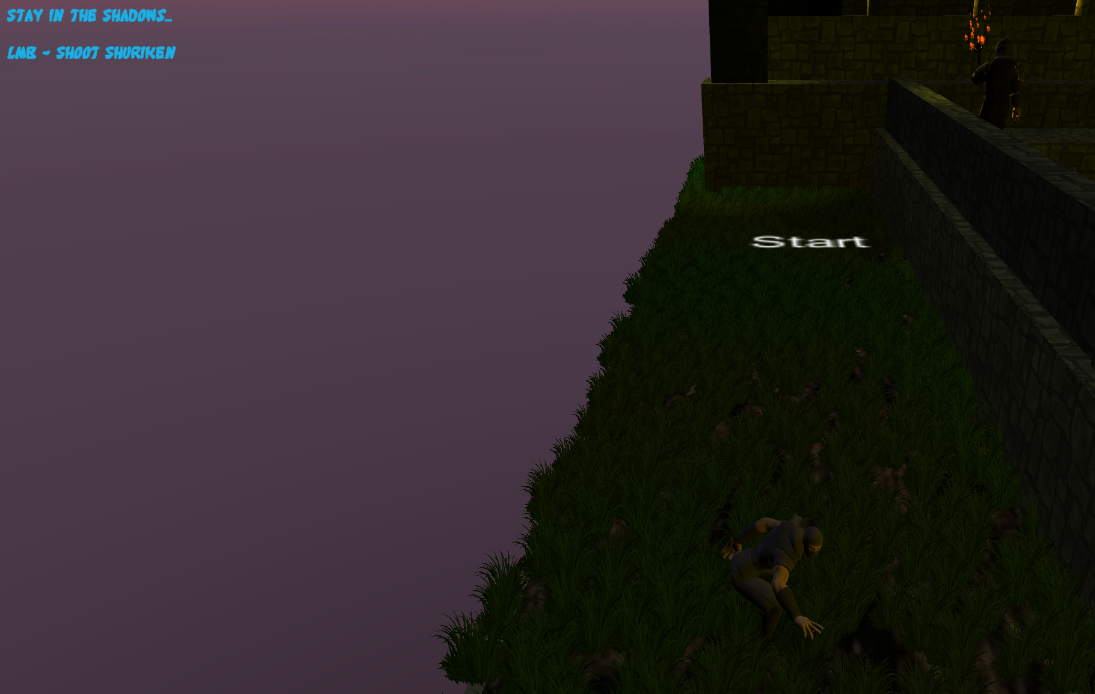 STAY IN THE SHADOWS...
LMB - SHOOT SHURIKEN
Start